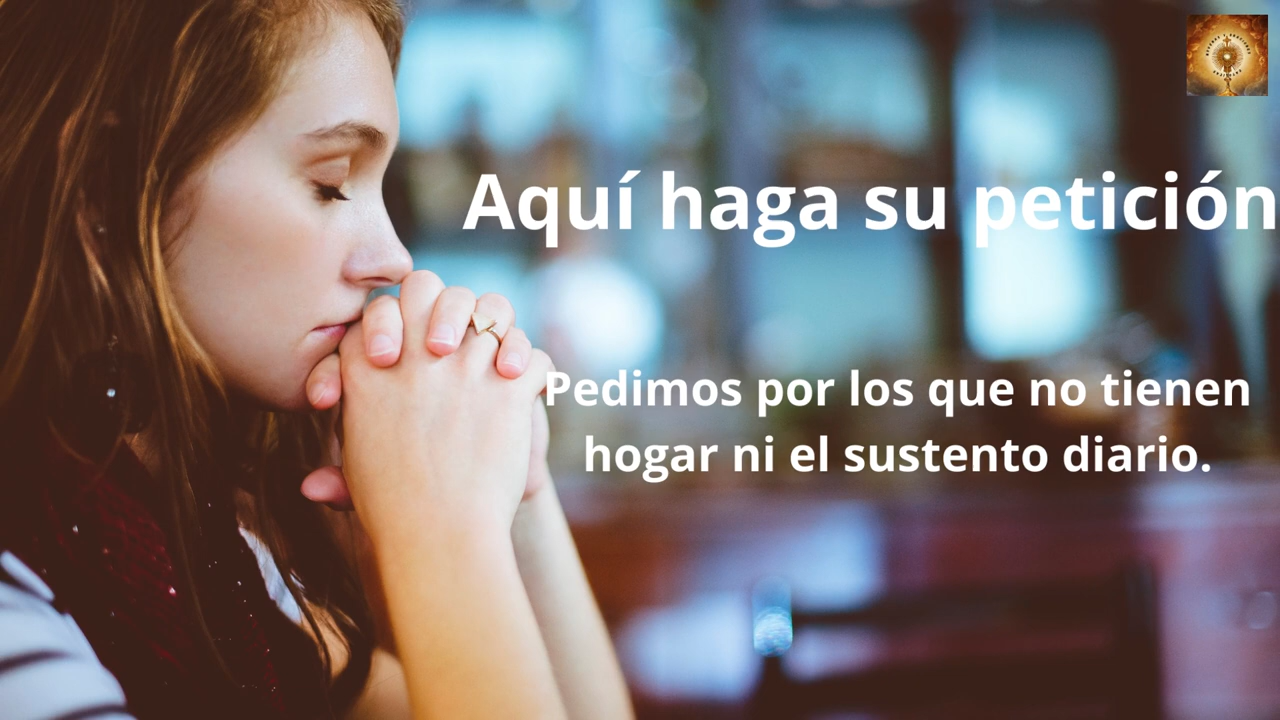 Aquí haga su petición
Pedimos por los que no tienen
hogar ni el sustento diario.